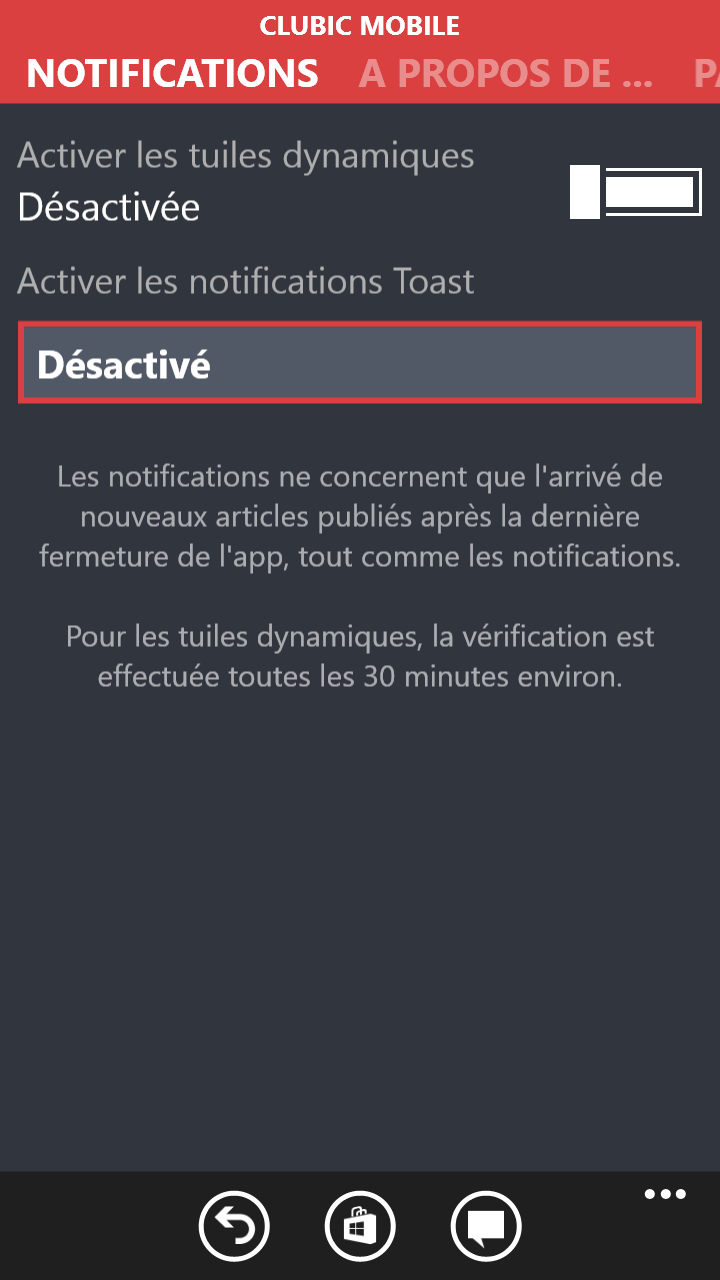 CLUBIC MOBILE
NOTIFICATIONS A PROPOS DE ... PA
Activer les tuiles dynamiques
Désactivée
Activer les notifications Toast
Désactivé
Les notifications ne concernent que l'arrivé de
nouveaux articles publiés après la dernière
fermeture de l'app, tout comme les notifications.
Pour les tuiles dynamiques, la vérification est
effectuée toutes les 30 minutes environ.